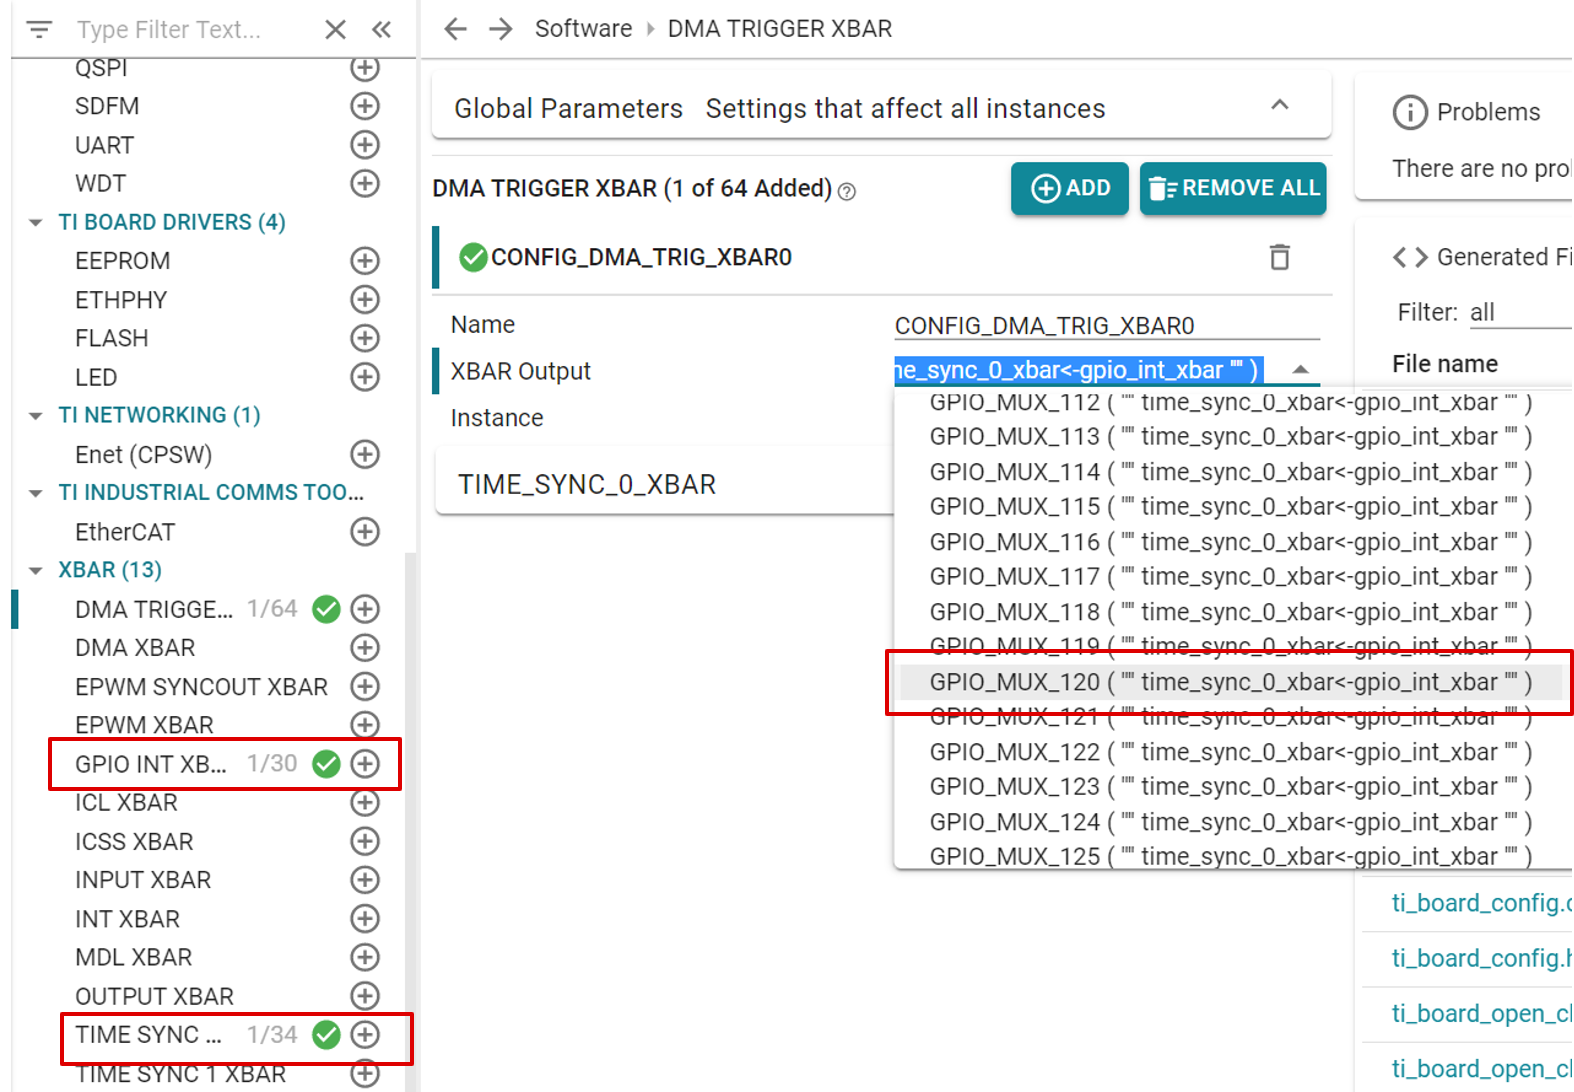 Type Filter Text...
QSPI
SDFM
UART
WDT
TI BOARD DRIVERS (4)
EEPROM
ETHPHY
FLASH
LED
TI NETWORKING (1)
Enet (CPSW)
TI INDUSTRIAL COMMS TOO...
EtherCAT
XBAR (13)
DMA TRIGGE... 1/64
DMA XBAR
EPWM SYNCOUT XBAR
EPWM XBAR
GPIO INT XB... 1/30
ICL XBAR
ICSS XBAR
INPUT XBAR
INT XBAR
MDL XBAR
OUTPUT XBAR
TIME SYNC ... 1/34
TIME SYNC 1 XBAR
Software DMA TRIGGER XBAR
Global Parameters Settings that affect all instances
DMA TRIGGER XBAR (1 of 64 Added)
ADD
REMOVE ALL
CONFIG_DMA_TRIG_XBAR0
Name CONFIG_DMA_TRIG_XBAR0
XBAR Output ne_sync_0_xbar<-gpio_int_xbar "" )
Instance
TIME_SYNC_0_XBAR
GPIO_MUX_112 ( "" time_sync_0_xbar<-gpio_int_xbar "" )
GPIO_MUX_113 ( "" time_sync_0_xbar<-gpio_int_xbar "" )
GPIO_MUX_114 ( "" time_sync_0_xbar<-gpio_int_xbar "" )
GPIO_MUX_115 ( "" time_sync_0_xbar<-gpio_int_xbar "" )
GPIO_MUX_116 ( "" time_sync_0_xbar<-gpio_int_xbar "" )
GPIO_MUX_117 ( "" time_sync_0_xbar<-gpio_int_xbar "" )
GPIO_MUX_118 ( "" time_sync_0_xbar<-gpio_int_xbar "" )
GPIO_MUX_119 ( "" time_sync_0_xbar<-gpio_int_xbar "" )
GPIO_MUX_120 ( "" time_sync_0_xbar<-gpio_int_xbar "" )
GPIO_MUX_121 ( "" time_sync_0_xbar<-gpio_int_xbar "" )
GPIO_MUX_122 ( "" time_sync_0_xbar<-gpio_int_xbar "" )
GPIO_MUX_123 ( "" time_sync_0_xbar<-gpio_int_xbar "" )
GPIO_MUX_124 ( "" time_sync_0_xbar<-gpio_int_xbar "" )
GPIO_MUX_125 ( "" time_sync_0_xbar<-gpio_int_xbar "" )
Problems
There are no prol
Generated Fi
Filter: all
File name
ti_board_config.c
ti_board_config.h
ti_board_open_cl
ti_board_open_cl